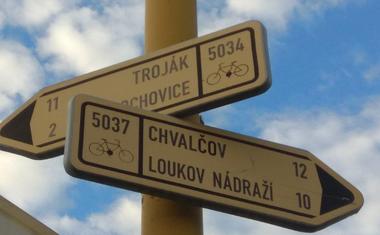 5034
11 TROJÁK
2
5037
CHVALČOV 12
LOUKOV NÁDRAŽÍ 10